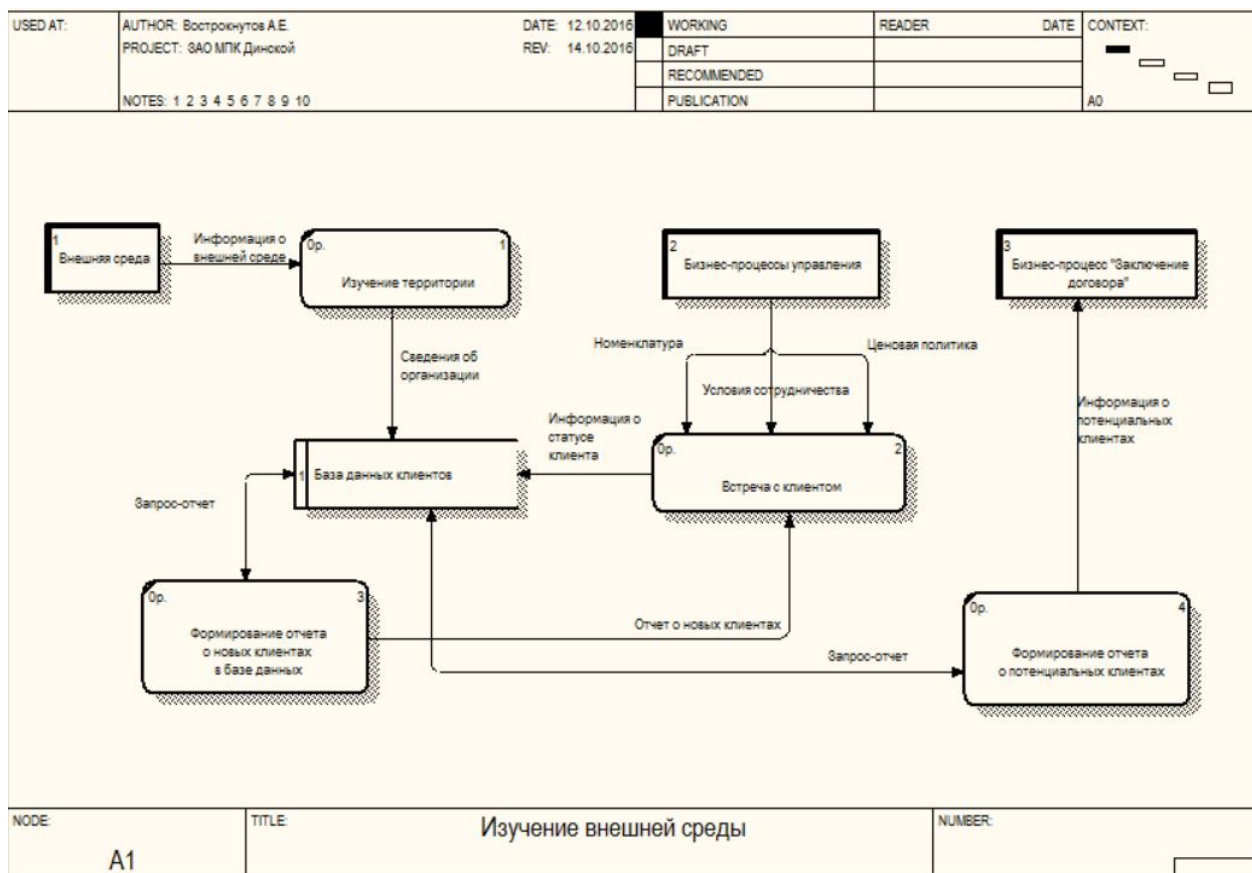 USED AT:
AUTHOR: Вострокнутов А.Е.
DATE: 12.10.2016
PROJECT: ЗАО МПК Динской
REV: 14.10.2016
NOTES: 1 2 3 4 5 6 7 8 9 10
WORKING
DRAFT
RECOMMENDED
PUBLICATION
READER
DATE
CONTEXT:
A0
1
Внешняя среда
Информация о
внешней среде
0р.
1
Изучение территории
2
Бизнес-процессы управления
3
Бизнес-процесс "Заключение
договора"
Сведения об
организации
Номенклатура
Условия сотрудничества
Ценовая политика
Информация о
потенциальных
клиентах
Информация о
статусе
клиента
1
База данных клиентов
0р.
2
Встреча с клиентом
Запрос-отчет
0р.
3
Формирование отчета
о новых клиентах
в базе данных
Отчет о новых клиентах
Запрос-отчет
0р.
4
Формирование отчета
о потенциальных клиентах
NODE:
A1
TITLE:
Изучение внешней среды
NUMBER: